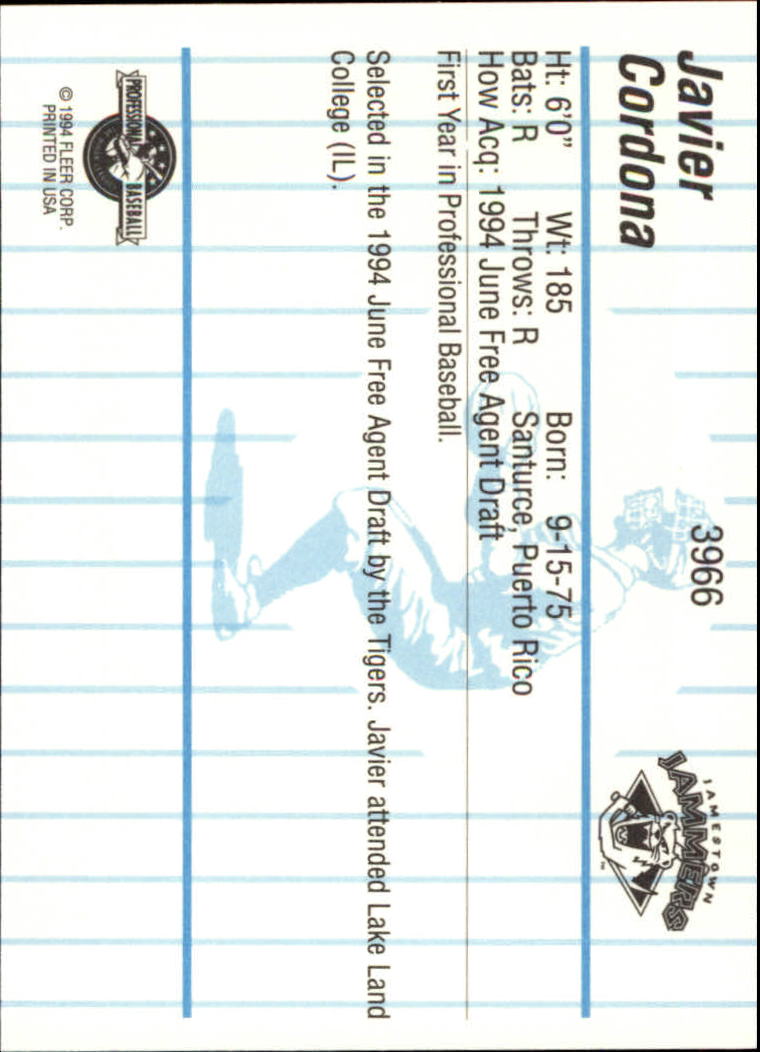 Javier
Cordona
3966
JAMESTOWN
JAMMERS
TM
Ht: 6'0" Wt: 185 Born: 9-15-75
Bats: R Throws: R Santurce, Puerto Rico
How Acq: 1994 June Free Agent Draft
First Year in Professional Baseball.
Selected in the 1994 June Free Agent Draft by the Tigers. Javier attended Lake Land
College (IL).
PROFESSIONAL BASEBALL
© 1994 FLEER CORP.
PRINTED IN USA